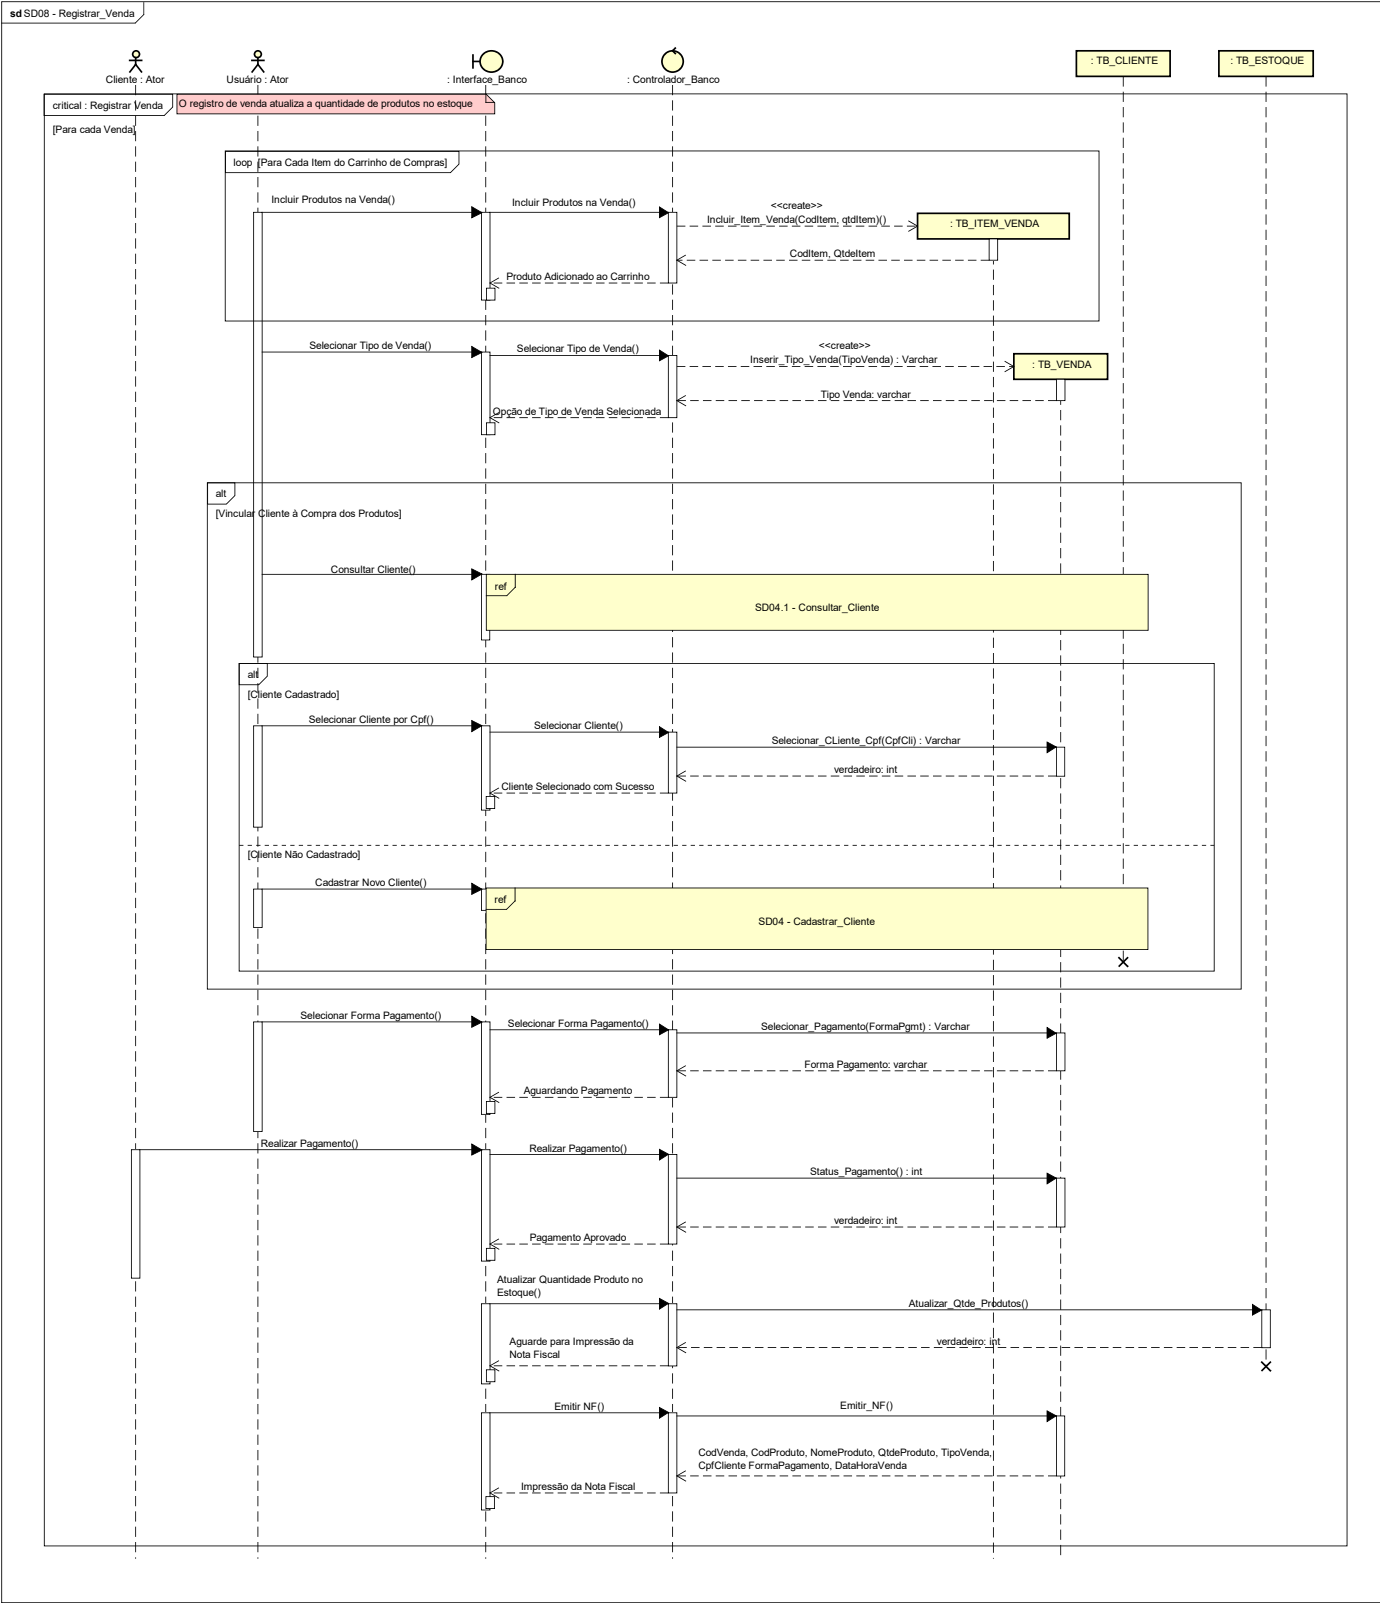 sd SD08 - Registrar_Venda
Cliente : Ator
Usuário : Ator
: Interface_Banco
: Controlador_Banco
: TB_CLIENTE
: TB_ESTOQUE
critical : Registrar Venda
O registro de venda atualiza a quantidade de produtos no estoque
[Para cada Venda]
loop [Para Cada Item do Carrinho de Compras]
Incluir Produtos na Venda()
Incluir Produtos na Venda()
<<create>>
Incluir_Item_Venda(CodItem, qtdItem)()
: TB_ITEM_VENDA
CodItem, QtdeItem
Produto Adicionado ao Carrinho
Selecionar Tipo de Venda()
Selecionar Tipo de Venda()
<<create>>
Inserir_Tipo_Venda(TipoVenda) : Varchar
: TB_VENDA
Tipo Venda: varchar
Opção de Tipo de Venda Selecionada
alt
[Vincular Cliente à Compra dos Produtos]
Consultar Cliente()
ref
SD04.1 - Consultar_Cliente
alt
[Cliente Cadastrado]
Selecionar Cliente por Cpf()
Selecionar Cliente()
Selecionar_CLiente_Cpf(CpfCli) : Varchar
verdadeiro: int
Cliente Selecionado com Sucesso
[Cliente Não Cadastrado]
Cadastrar Novo Cliente()
ref
SD04 - Cadastrar_Cliente
Selecionar Forma Pagamento()
Selecionar Forma Pagamento()
Selecionar_Pagamento(FormaPgmt) : Varchar
Forma Pagamento: varchar
Aguardando Pagamento
Realizar Pagamento()
Realizar Pagamento()
Status_Pagamento() : int
verdadeiro: int
Pagamento Aprovado
Atualizar Quantidade Produto no
Estoque()
Atualizar_Qtde_Produtos()
verdadeiro: int
Aguarde para Impressão da
Nota Fiscal
Emitir NF()
Emitir_NF()
CodVenda, CodProduto, NomeProduto, QtdeProduto, TipoVenda,
CpfCliente FormaPagamento, DataHoraVenda
Impressão da Nota Fiscal